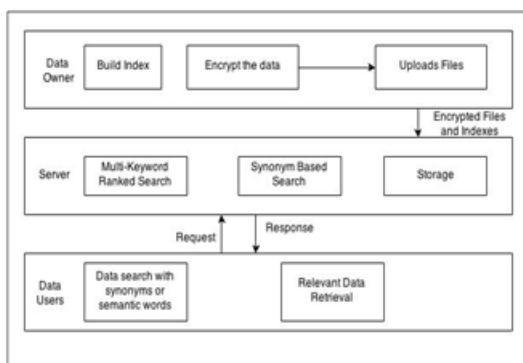 Data
Owner
Build Index
Encrypt the data
Uploads Files
Encrypted Files
and Indexes
Server
Multi-Keyword
Ranked Search
Synonym Based
Search
Storage
Request
Response
Data
Users
Data search with
synonyms or
semantic words
Relevant Data
Retrieval